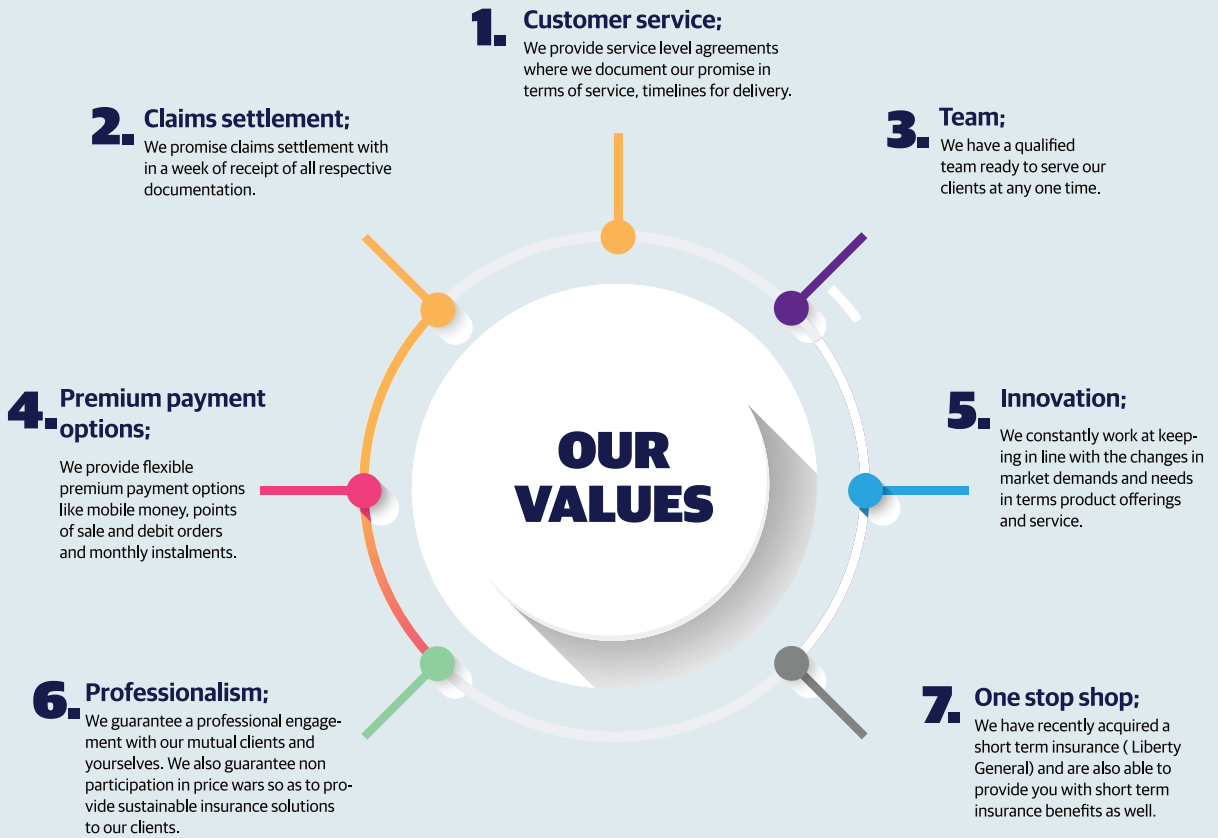 1. Customer service;
We provide service level agreements
where we document our promise in
terms of service, timelines for delivery.
2. Claims settlement;
We promise claims settlement with
in a week of receipt of all respective
documentation.
3. Team;
We have a qualified
team ready to serve our
clients at any one time.
4. Premium payment
options;
We provide flexible
premium payment options
like mobile money, points
of sale and debit orders
and monthly instalments.
OUR
VALUES
5. Innovation;
We constantly work at keep-
ing in line with the changes in
market demands and needs
in terms product offerings
and service.
6. Professionalism;
We guarantee a professional engage-
ment with our mutual clients and
yourselves. We also guarantee non
participation in price wars so as to pro-
vide sustainable insurance solutions
to our clients.
7. One stop shop;
We have recently acquired a
short term insurance ( Liberty
General) and are also able to
provide you with short term
insurance benefits as well.